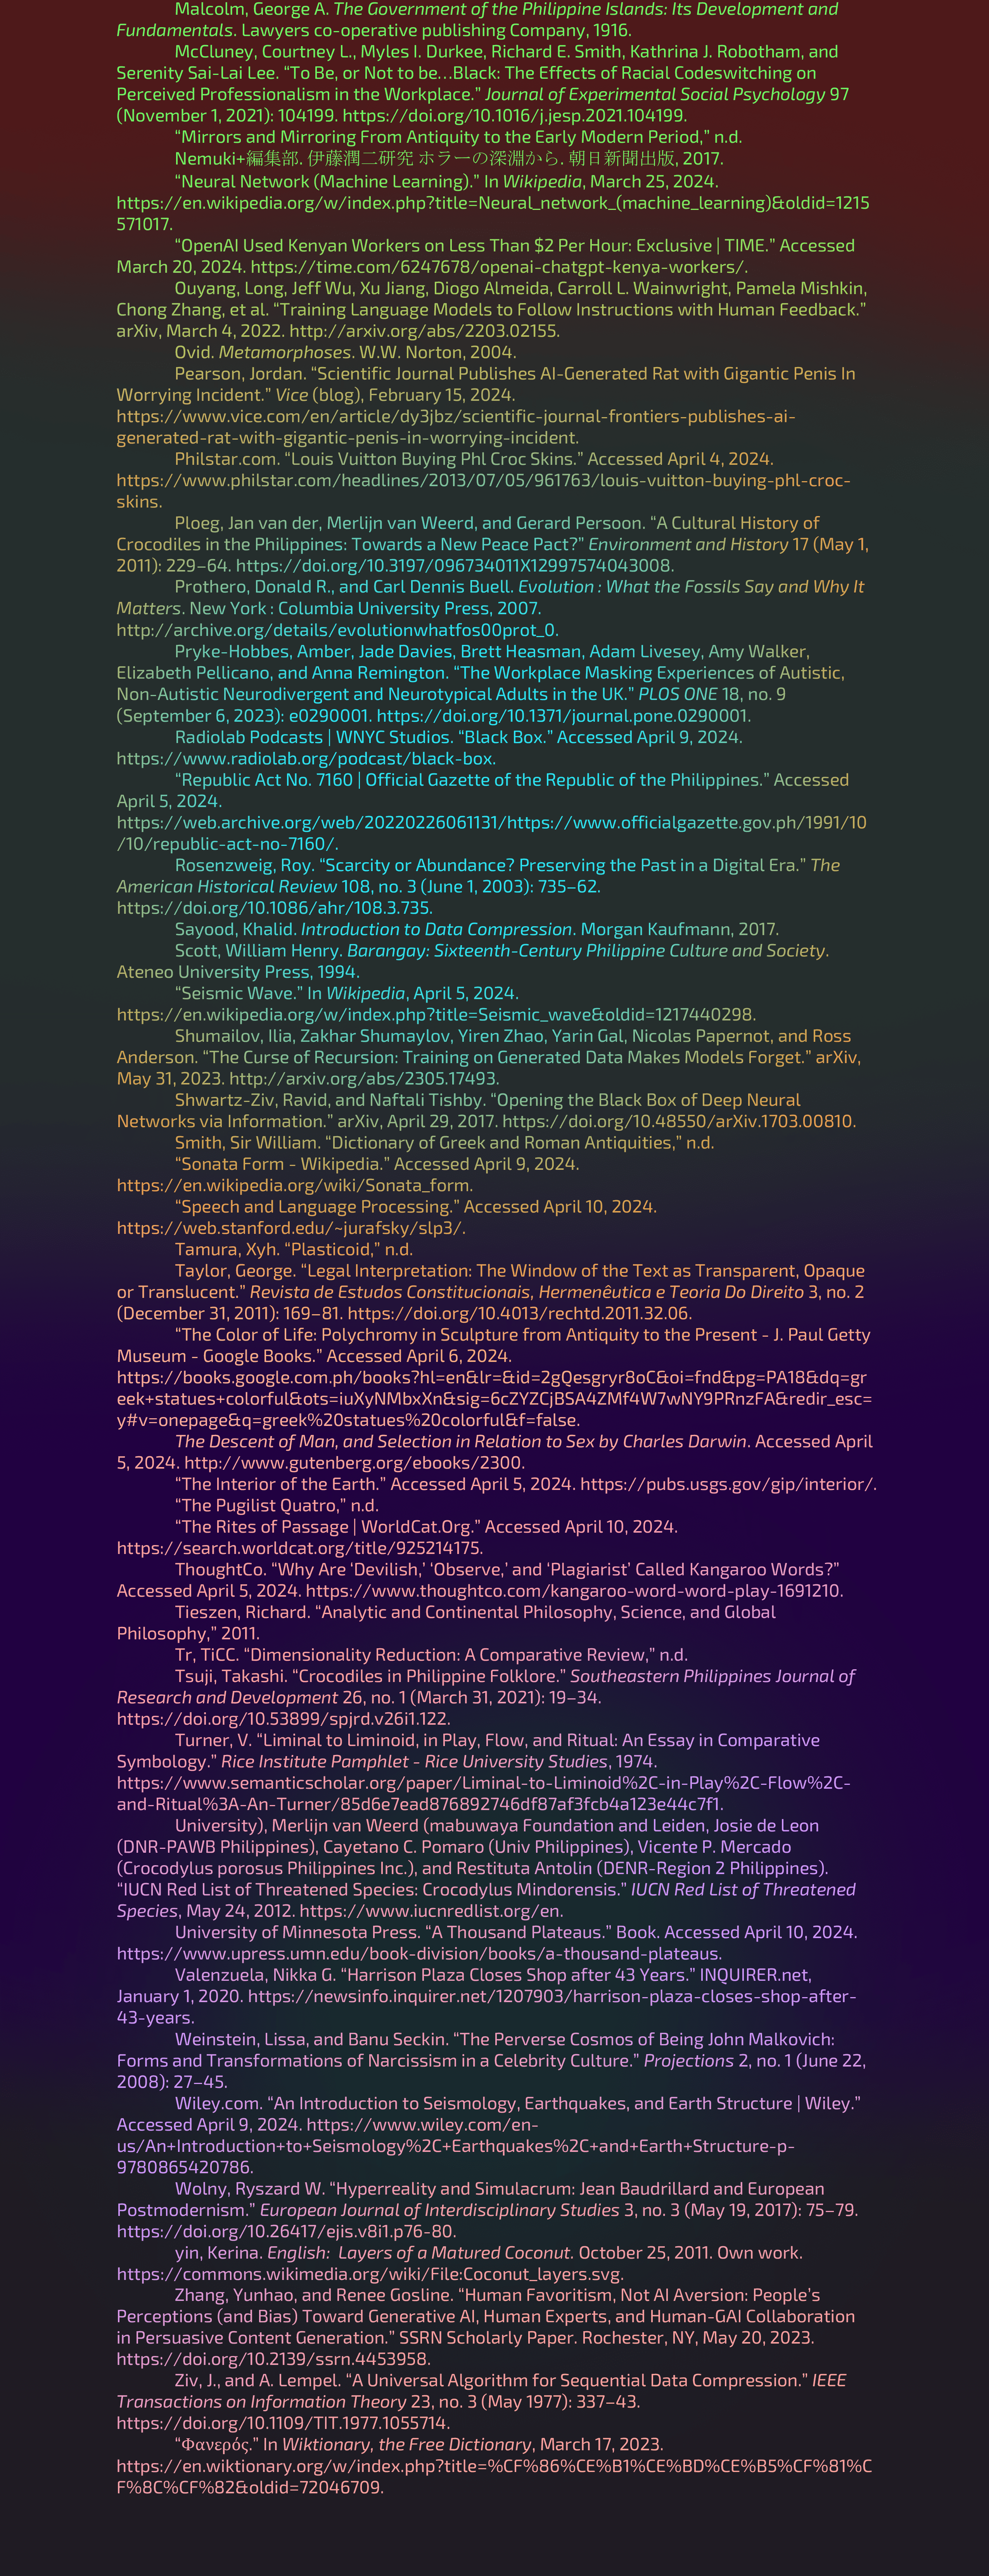 Malcolm, George A. The Government of the Philippine Islands: Its Development and
Fundamentals. Lawyers co-operative publishing Company, 1916.
McCluney, Courtney L., Myles I. Durkee, Richard E. Smith, Kathrina J. Robotham, and
Serenity Sai-Lai Lee. “To Be, or Not to be…Black: The Effects of Racial Codeswitching on
Perceived Professionalism in the Workplace.” Journal of Experimental Social Psychology 97
(November 1, 2021): 104199. https://doi.org/10.1016/j.jesp.2021.104199.
“Mirrors and Mirroring From Antiquity to the Early Modern Period,” n.d.
Nemuki+編集部. 伊藤潤二研究 ホラーの深淵から. 朝日新聞出版, 2017.
“Neural Network (Machine Learning).” In Wikipedia, March 25, 2024.
https://en.wikipedia.org/w/index.php?title=Neural_network_(machine_learning)&oldid=1215
571017.
“OpenAI Used Kenyan Workers on Less Than $2 Per Hour: Exclusive | TIME.” Accessed
March 20, 2024. https://time.com/6247678/openai-chatgpt-kenya-workers/.
Ouyang, Long, Jeff Wu, Xu Jiang, Diogo Almeida, Carroll L. Wainwright, Pamela Mishkin,
Chong Zhang, et al. “Training Language Models to Follow Instructions with Human Feedback.”
arXiv, March 4, 2022. http://arxiv.org/abs/2203.02155.
Ovid. Metamorphoses. W.W. Norton, 2004.
Pearson, Jordan. “Scientific Journal Publishes AI-Generated Rat with Gigantic Penis In
Worrying Incident.” Vice (blog), February 15, 2024.
https://www.vice.com/en/article/dy3jbz/scientific-journal-frontiers-publishes-ai-
generated-rat-with-gigantic-penis-in-worrying-incident.
Philstar.com. “Louis Vuitton Buying Phl Croc Skins.” Accessed April 4, 2024.
https://www.philstar.com/headlines/2013/07/05/961763/louis-vuitton-buying-phl-croc-
skins.
Ploeg, Jan van der, Merlijn van Weerd, and Gerard Persoon. “A Cultural History of
Crocodiles in the Philippines: Towards a New Peace Pact?” Environment and History 17 (May 1,
2011): 229–64. https://doi.org/10.3197/096734011X12997574043008.
Prothero, Donald R., and Carl Dennis Buell. Evolution : What the Fossils Say and Why It
Matters. New York : Columbia University Press, 2007.
http://archive.org/details/evolutionwhatfos00prot_0.
Pryke-Hobbes, Amber, Jade Davies, Brett Heasman, Adam Livesey, Amy Walker,
Elizabeth Pellicano, and Anna Remington. “The Workplace Masking Experiences of Autistic,
Non-Autistic Neurodivergent and Neurotypical Adults in the UK.” PLOS ONE 18, no. 9
(September 6, 2023): e0290001. https://doi.org/10.1371/journal.pone.0290001.
Radiolab Podcasts | WNYC Studios. “Black Box.” Accessed April 9, 2024.
https://www.radiolab.org/podcast/black-box.
“Republic Act No. 7160 | Official Gazette of the Republic of the Philippines.” Accessed
April 5, 2024.
https://web.archive.org/web/20220226061131/https://www.officialgazette.gov.ph/1991/10
/10/republic-act-no-7160/.
Rosenzweig, Roy. “Scarcity or Abundance? Preserving the Past in a Digital Era.” The
American Historical Review 108, no. 3 (June 1, 2003): 735–62.
https://doi.org/10.1086/ahr/108.3.735.
Sayood, Khalid. Introduction to Data Compression. Morgan Kaufmann, 2017.
Scott, William Henry. Barangay: Sixteenth-Century Philippine Culture and Society.
Ateneo University Press, 1994.
“Seismic Wave.” In Wikipedia, April 5, 2024.
https://en.wikipedia.org/w/index.php?title=Seismic_wave&oldid=1217440298.
Shumailov, Ilia, Zakhar Shumaylov, Yiren Zhao, Yarin Gal, Nicolas Papernot, and Ross
Anderson. “The Curse of Recursion: Training on Generated Data Makes Models Forget.” arXiv,
May 31, 2023. http://arxiv.org/abs/2305.17493.
Shwartz-Ziv, Ravid, and Naftali Tishby. “Opening the Black Box of Deep Neural
Networks via Information.” arXiv, April 29, 2017. https://doi.org/10.48550/arXiv.1703.00810.
Smith, Sir William. “Dictionary of Greek and Roman Antiquities,” n.d.
“Sonata Form - Wikipedia.” Accessed April 9, 2024.
https://en.wikipedia.org/wiki/Sonata_form.
“Speech and Language Processing.” Accessed April 10, 2024.
https://web.stanford.edu/~jurafsky/slp3/.
Tamura, Xyh. “Plasticoid,” n.d.
Taylor, George. “Legal Interpretation: The Window of the Text as Transparent, Opaque
or Translucent.” Revista de Estudos Constitucionais, Hermenêutica e Teoria Do Direito 3, no. 2
(December 31, 2011): 169–81. https://doi.org/10.4013/rechtd.2011.32.06.
“The Color of Life: Polychromy in Sculpture from Antiquity to the Present - J. Paul Getty
Museum - Google Books.” Accessed April 6, 2024.
https://books.google.com.ph/books?hl=en&lr=&id=2gQesgryr8oC&oi=fnd&pg=PA18&dq=gr
eek+statues+colorful&ots=iuXyNMbxXn&sig=6cZYZCjBSA4ZMf4W7wNY9PRnzFA&redir_esc=
y#v=onepage&q=greek%20statues%20colorful&f=false.
The Descent of Man, and Selection in Relation to Sex by Charles Darwin. Accessed April
5, 2024. http://www.gutenberg.org/ebooks/2300.
“The Interior of the Earth.” Accessed April 5, 2024. https://pubs.usgs.gov/gip/interior/.
“The Pugilist Quatro,” n.d.
“The Rites of Passage | WorldCat.Org.” Accessed April 10, 2024.
https://search.worldcat.org/title/925214175.
ThoughtCo. “Why Are ‘Devilish,’ ‘Observe,’ and ‘Plagiarist’ Called Kangaroo Words?”
Accessed April 5, 2024. https://www.thoughtco.com/kangaroo-word-word-play-1691210.
Tieszen, Richard. “Analytic and Continental Philosophy, Science, and Global
Philosophy,” 2011.
Tr, TiCC. “Dimensionality Reduction: A Comparative Review,” n.d.
Tsuji, Takashi. “Crocodiles in Philippine Folklore.” Southeastern Philippines Journal of
Research and Development 26, no. 1 (March 31, 2021): 19–34.
https://doi.org/10.53899/spjrd.v26i1.122.
Turner, V. “Liminal to Liminoid, in Play, Flow, and Ritual: An Essay in Comparative
Symbology.” Rice Institute Pamphlet - Rice University Studies, 1974.
https://www.semanticscholar.org/paper/Liminal-to-Liminoid%2C-in-Play%2C-Flow%2C-
and-Ritual%3A-An-Turner/85d6e7ead876892746df87af3fcb4a123e44c7f1.
University), Merlijn van Weerd (mabuwaya Foundation and Leiden, Josie de Leon
(DNR-PAWB Philippines), Cayetano C. Pomaro (Univ Philippines), Vicente P. Mercado
(Crocodylus porosus Philippines Inc.), and Restituta Antolin (DENR-Region 2 Philippines).
“IUCN Red List of Threatened Species: Crocodylus Mindorensis.” IUCN Red List of Threatened
Species, May 24, 2012. https://www.iucnredlist.org/en.
University of Minnesota Press. “A Thousand Plateaus.” Book. Accessed April 10, 2024.
https://www.upress.umn.edu/book-division/books/a-thousand-plateaus.
Valenzuela, Nikka G. “Harrison Plaza Closes Shop after 43 Years.” INQUIRER.net,
January 1, 2020. https://newsinfo.inquirer.net/1207903/harrison-plaza-closes-shop-after-
43-years.
Weinstein, Lissa, and Banu Seckin. “The Perverse Cosmos of Being John Malkovich:
Forms and Transformations of Narcissism in a Celebrity Culture.” Projections 2, no. 1 (June 22,
2008): 27–45.
Wiley.com. “An Introduction to Seismology, Earthquakes, and Earth Structure | Wiley.”
Accessed April 9, 2024. https://www.wiley.com/en-
us/An+Introduction+to+Seismology%2C+Earthquakes%2C+and+Earth+Structure-p-
9780865420786.
Wolny, Ryszard W. “Hyperreality and Simulacrum: Jean Baudrillard and European
Postmodernism.” European Journal of Interdisciplinary Studies 3, no. 3 (May 19, 2017): 75–79.
https://doi.org/10.26417/ejis.v8i1.p76-80.
yin, Kerina. English:  Layers of a Matured Coconut. October 25, 2011. Own work.
https://commons.wikimedia.org/wiki/File:Coconut_layers.svg.
Zhang, Yunhao, and Renee Gosline. “Human Favoritism, Not AI Aversion: People’s
Perceptions (and Bias) Toward Generative AI, Human Experts, and Human-GAI Collaboration
in Persuasive Content Generation.” SSRN Scholarly Paper. Rochester, NY, May 20, 2023.
https://doi.org/10.2139/ssrn.4453958.
Ziv, J., and A. Lempel. “A Universal Algorithm for Sequential Data Compression.” IEEE
Transactions on Information Theory 23, no. 3 (May 1977): 337–43.
https://doi.org/10.1109/TIT.1977.1055714.
“Φανερός.” In Wiktionary, the Free Dictionary, March 17, 2023.
https://en.wiktionary.org/w/index.php?title=%CF%86%CE%B1%CE%BD%CE%B5%CF%81%C
F%8C%CF%82&oldid=72046709.